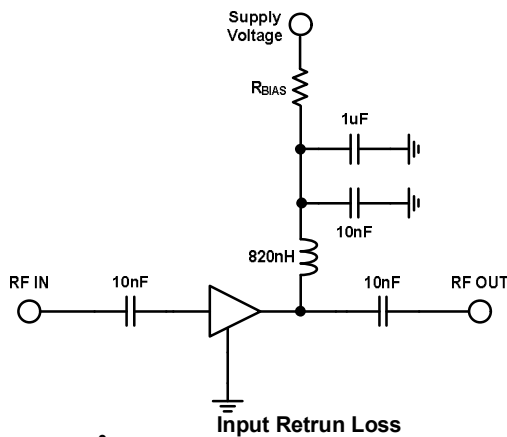 Supply
Voltage
RBIAS
1uF
10nF
820nH
RF IN
10nF
10nF
RF OUT
Input Retrun Loss